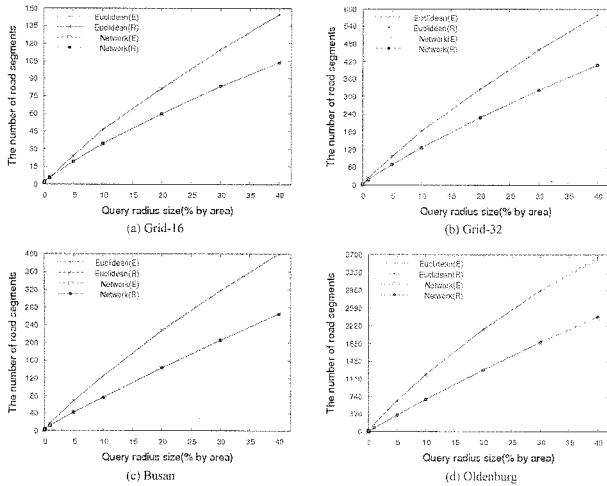 150
135
120
105
90
75
60
45
30
15
0
Euclidean(E)
Euclidean(R)
Network(E)
Network(R)
The number of road segments
0 5 10 15 20 25 30 35 40
Query radius size(% by area)
(a) Grid-16
600
540
480
420
360
300
240
180
120
60
0
Euclidean(E)
Euclidean(R)
Network(E)
Network(R)
The number of road segments
0 5 10 15 20 25 30 35 40
Query radius size(% by area)
(b) Grid-32
400
360
320
280
240
200
160
120
80
40
0
Euclidean(E)
Euclidean(R)
Network(E)
Network(R)
The number of road segments
0 5 10 15 20 25 30 35 40
Query radius size(% by area)
(c) Busan
3700
2960
2590
2220
1850
1480
1110
740
370
0
Euclidean(E)
Euclidean(R)
Network(E)
Network(R)
The number of road segments
0 5 10 15 20 25 30 35 40
Query radius size(% by area)
(d) Oldenburg